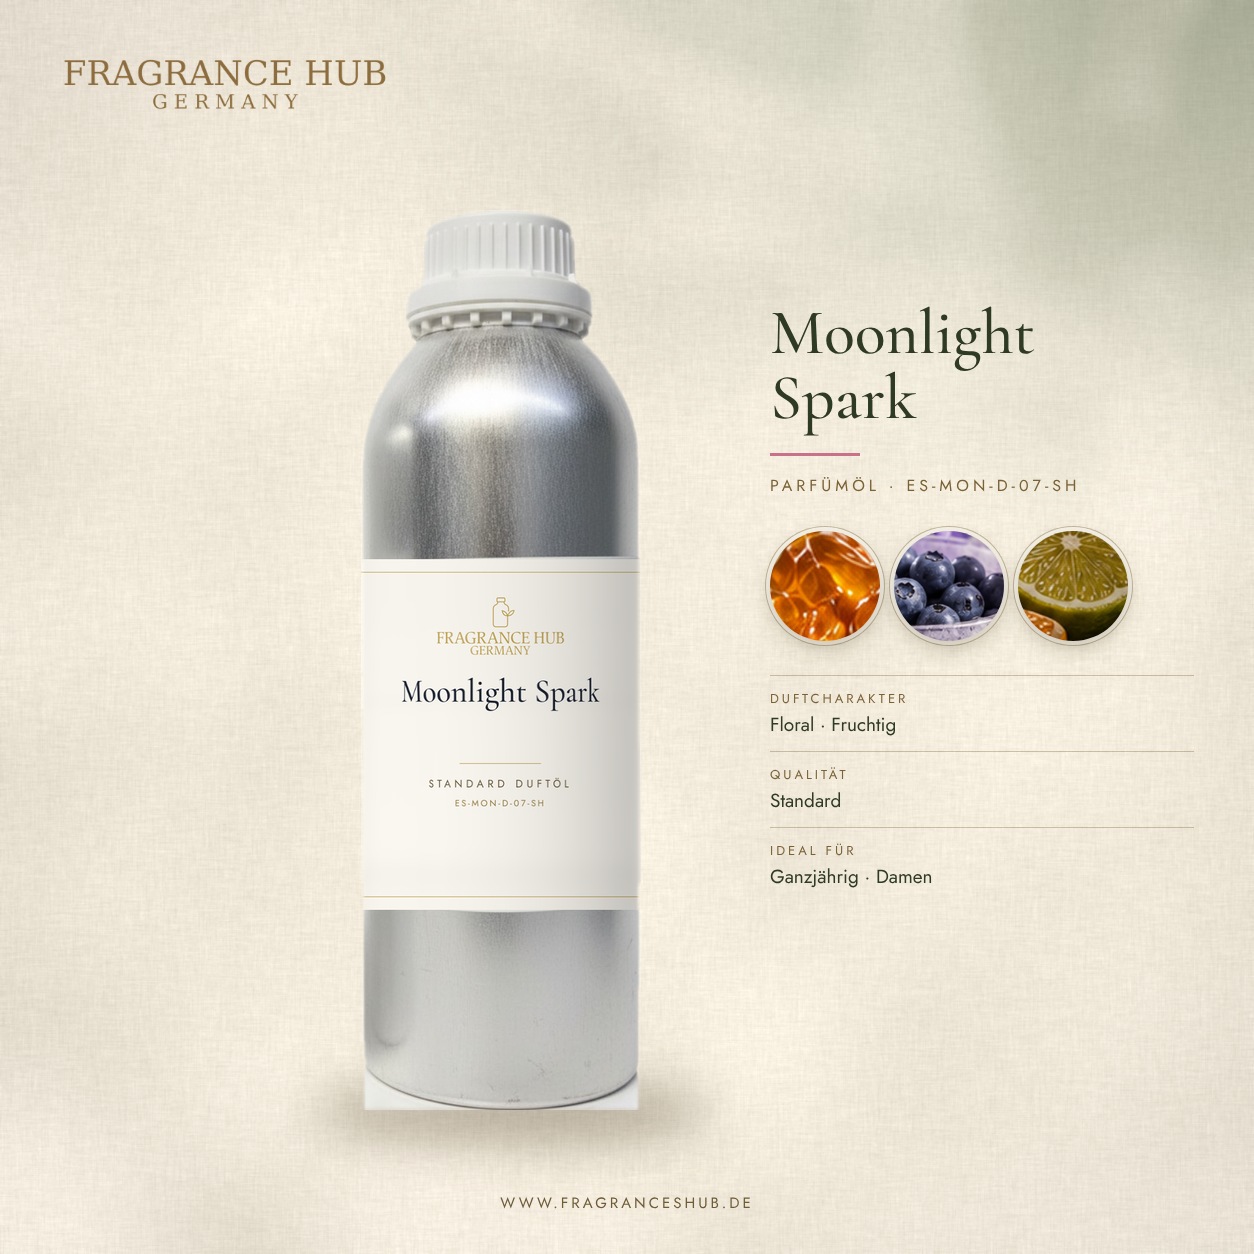 FRAGRANCE HUB
GERMANY
Moonlight
Spark
PARFÜMÖL · ES-MON-D-07-SH
FRAGRANCE HUB
GERMANY
Moonlight Spark
STANDARD DUFTÖL
ES-MON-D-07-SH
DUFTCHARAKTER
Floral · Fruchtig
QUALITÄT
Standard
IDEAL FÜR
Ganzjährig · Damen
WWW.FRAGRANCESHUB.DE